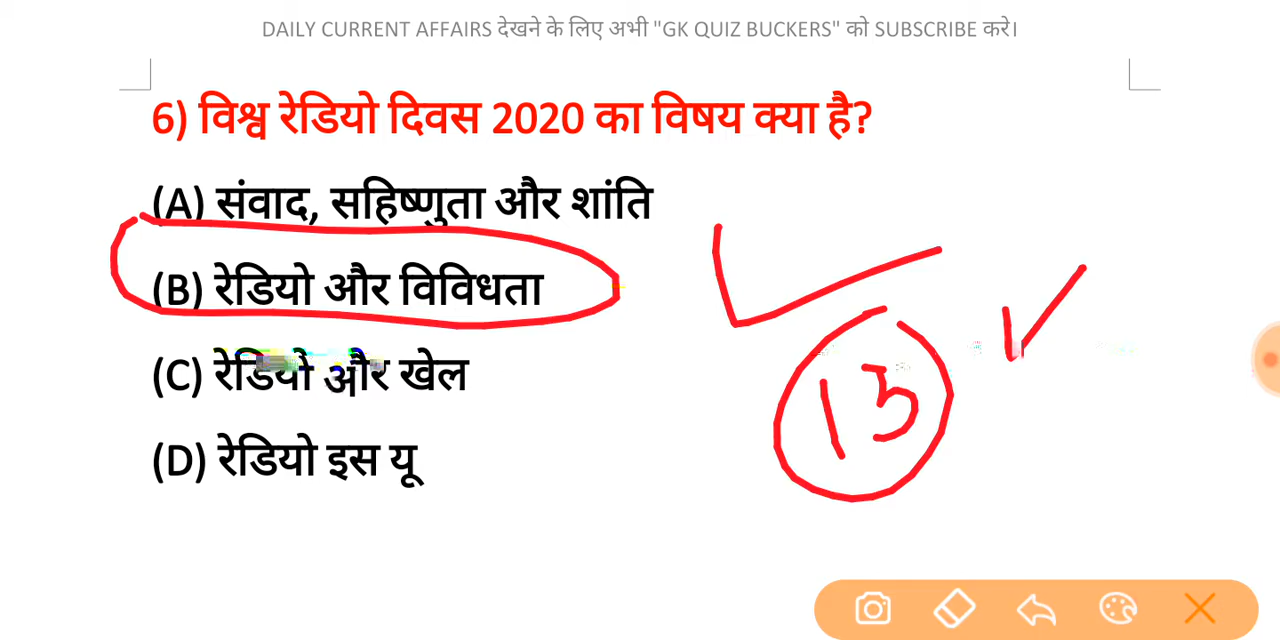 DAILY CURRENT AFFAIRS देखने के लिए अभी "GK QUIZ BUCKERS" को SUBSCRIBE करे।
6) विश्व रेडियो दिवस 2020 का विषय क्या है?
(A) संवाद, सहिष्णुता और शांति
(B) रेडियो और विविधता
(C) रेडियो और खेल
13
(D) रेडियो इस यू